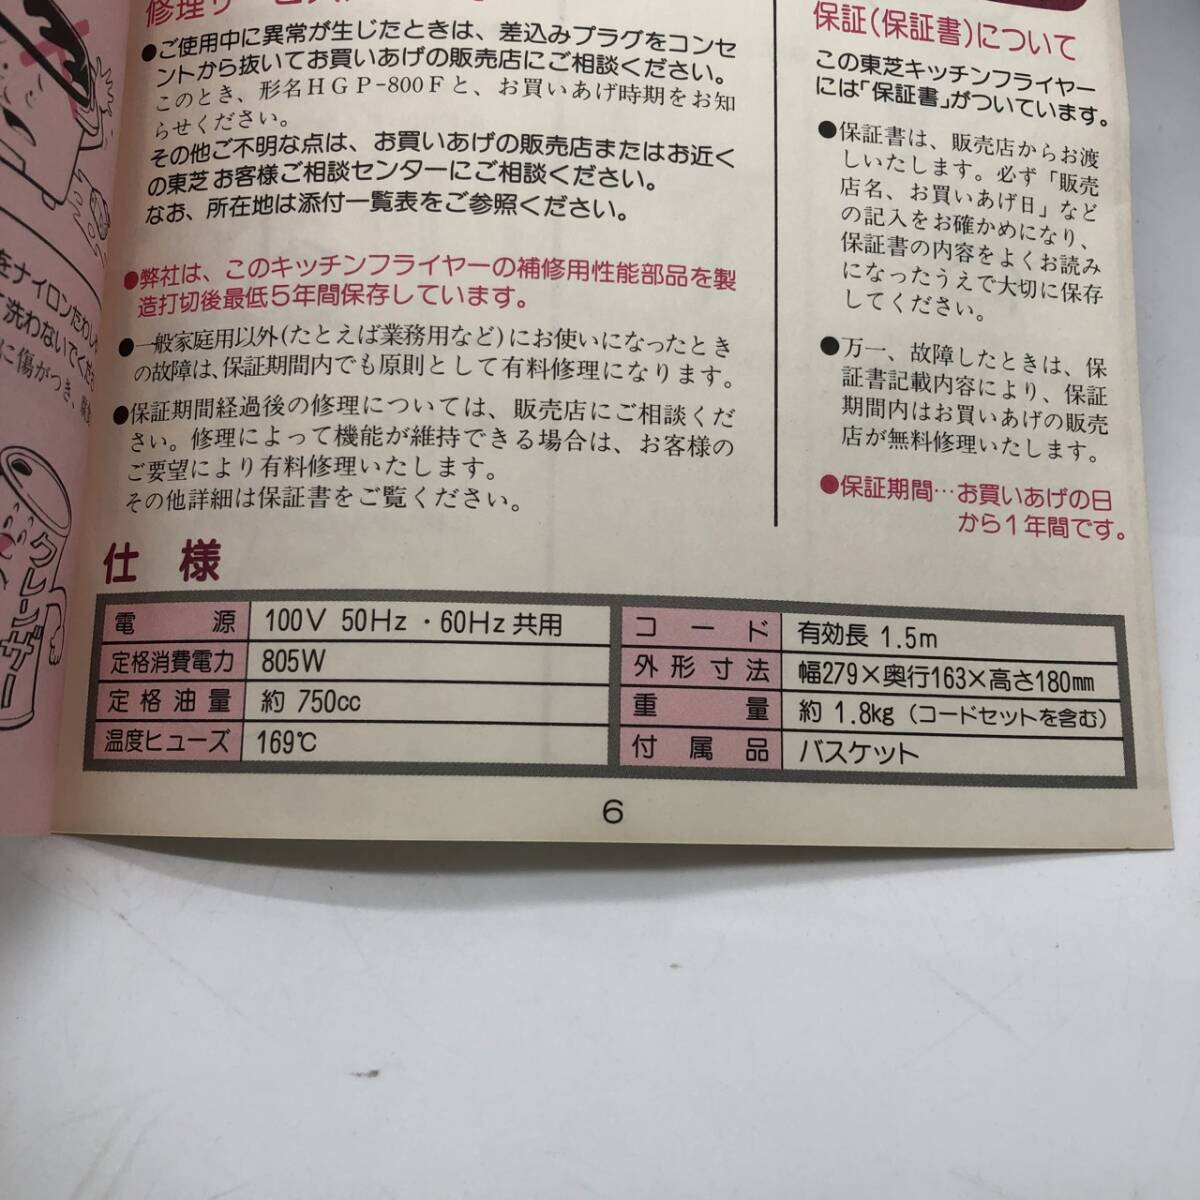 修理サービス
●ご使用中に異常が生じたときは、差込みプラグをコンセ
ントから抜いてお買いあげの販売店にご相談ください。
このとき、形名HGP-800Fと、お買いあげ時期をお知
らせください。
その他ご不明な点は、お買いあげの販売店またはお近く
の東芝お客様ご相談センターにご相談ください。
なお、所在地は添付一覧表をご参照ください。
●弊社は、このキッチンフライヤーの補修用性能部品を製
造打切後最低5年間保存しています。
●一般家庭用以外(たとえば業務用など)にお使いになったとき
の故障は、保証期間内でも原則として有料修理になります。
●保証期間経過後の修理については、販売店にご相談くだ
さい。修理によって機能が維持できる場合は、お客様の
ご要望により有料修理いたします。
その他詳細は保証書をご覧ください。
保証(保証書)について
この東芝キッチンフライヤー
には「保証書」がついています。
●保証書は、販売店からお渡
しいたします。必ず「販売
店名、お買いあげ日」など
の記入をお確かめになり、
保証書の内容をよくお読み
になったうえで大切に保存
してください。
●万一、故障したときは、保
証書記載内容により、保証
期間内はお買いあげの販売
店が無料修理いたします。
●保証期間…お買いあげの日
から1年間です。
仕様
電源 100V 50Hz・60Hz共用
定格消費電力 805W
定格油量 約 750cc
温度ヒューズ 169℃
コード 有効長 1.5m
外形寸法 幅279×奥行163×高さ180mm
重量 約 1.8kg (コードセットを含む)
付属品 バスケット
6
をナイロンたわし
洗わないでくださ
に傷がつき、
クレンザー